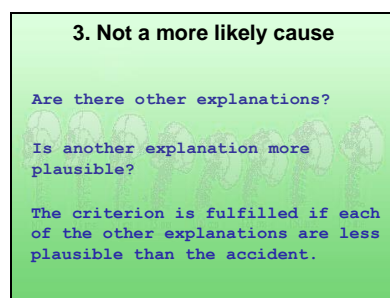 3. Not a more likely cause
Are there other explanations?
Is another explanation more
plausible?
The criterion is fulfilled if each
of the other explanations are less
plausible than the accident.